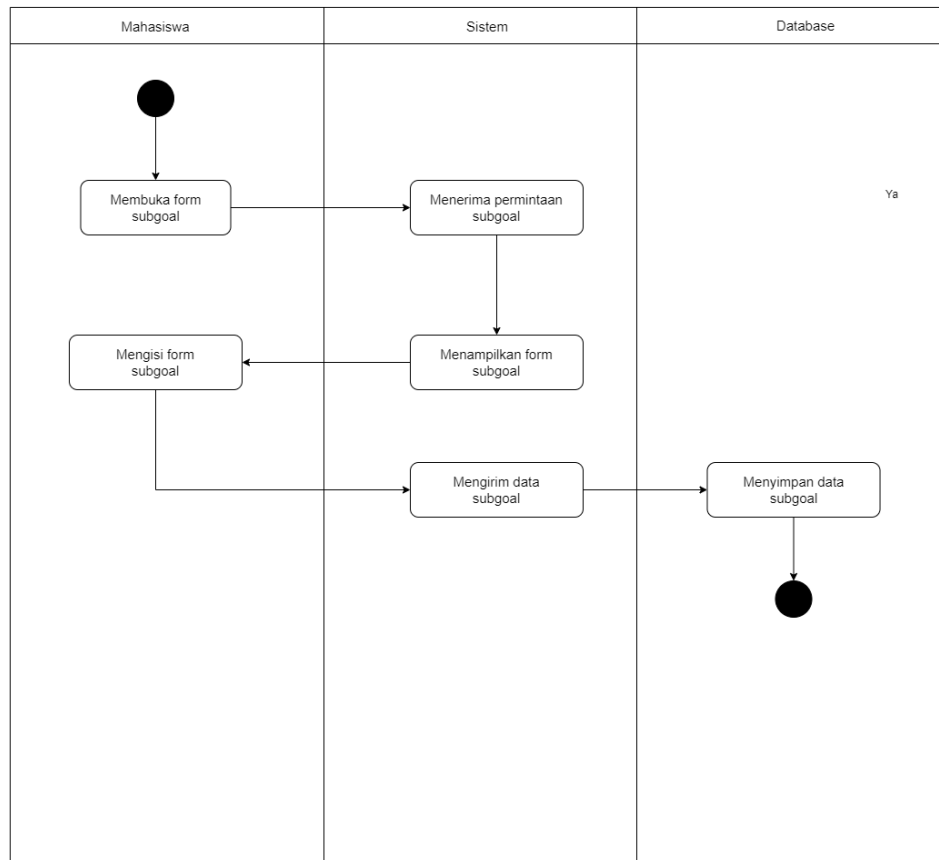 Mahasiswa
Sistem
Database
Membuka form
subgoal
Menerima permintaan
subgoal
Ya
Mengisi form
subgoal
Menampilkan form
subgoal
Mengirim data
subgoal
Menyimpan data
subgoal